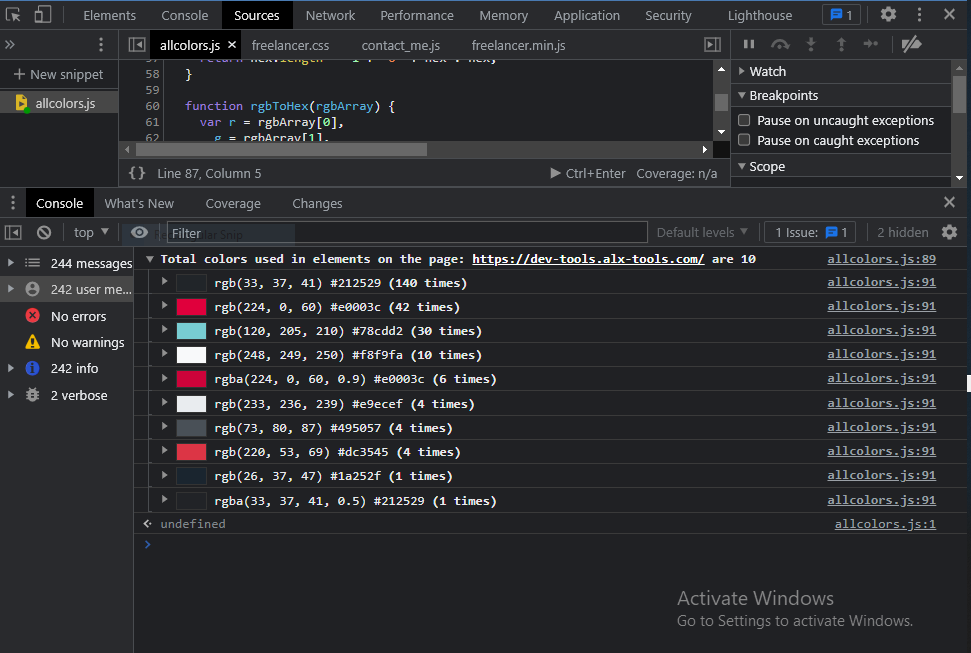 Elements Console Sources Network Performance Memory Application Security Lighthouse 1
allcolors.js × freelancer.css contact_me.js freelancer.min.js
+ New snippet
allcolors.js
58 }
59
60 function rgbToHex(rgbArray) {
61 var r = rgbArray[0],
62 g = rgbArray[1],
{} Line 87, Column 5 Ctrl+Enter Coverage: n/a
Watch
Breakpoints
Pause on uncaught exceptions
Pause on caught exceptions
Scope
Console What's New Coverage Changes
top Filter Default levels 1 Issue: 1 2 hidden
244 messages
242 user me...
No errors
No warnings
242 info
2 verbose
Total colors used in elements on the page: https://dev-tools.alx-tools.com/ are 10 allcolors.js:89
rgb(33, 37, 41) #212529 (140 times) allcolors.js:91
rgb(224, 0, 60) #e0003c (42 times) allcolors.js:91
rgb(120, 205, 210) #78cdd2 (30 times) allcolors.js:91
rgb(248, 249, 250) #f8f9fa (10 times) allcolors.js:91
rgba(224, 0, 60, 0.9) #e0003c (6 times) allcolors.js:91
rgb(233, 236, 239) #e9ecef (4 times) allcolors.js:91
rgb(73, 80, 87) #495057 (4 times) allcolors.js:91
rgb(220, 53, 69) #dc3545 (4 times) allcolors.js:91
rgb(26, 37, 47) #1a252f (1 times) allcolors.js:91
rgba(33, 37, 41, 0.5) #212529 (1 times) allcolors.js:91
undefined allcolors.js:1
Activate Windows
Go to Settings to activate Windows.